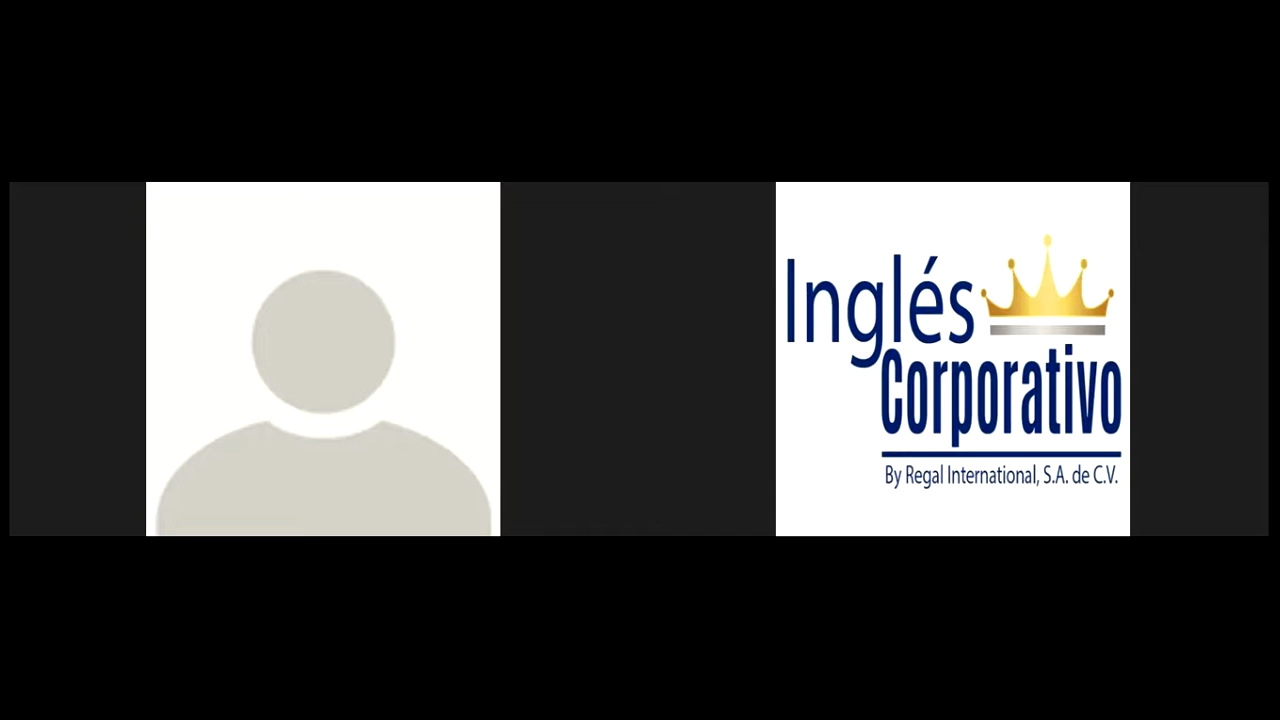 Inglés
Corporativo
By Regal International, S.A. de C.V.